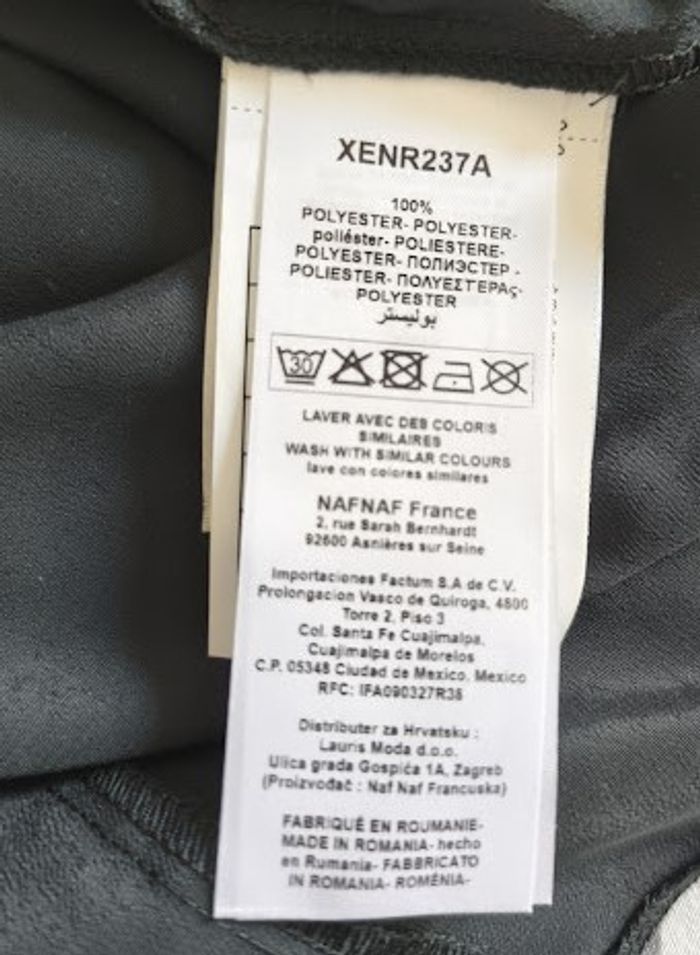 XENR237A
100%
POLYESTER- POLYESTER-
poliéster- POLIESTERE-
POLYESTER- ПОПИЭСТЕР -
POLIESTER- ΠΟΛΥΕΣΤΕΡΑς-
POLYESTER
بوليستر
30
LAVER AVEC DES COLORIS
SIMILAIRES
WASH WITH SIMILAR COLOURS
lave con colores similares
NAFNAF France
2, rue Sarah Bernhardt
92600 Asnières sur Seine
Importaciones Factum S.A de C.V.
Prolongacion Vasco de Quiroga, 4800
Torre 2, Piso 3
Col. Santa Fe Cuajimalpa,
Cuajimalpa de Morelos
C.P. 05348 Ciudad de Mexico, Mexico
RFC: IFA090327R38
Distributer za Hrvatsku :
Lauris Moda d.o.o.
Ulica grada Gospića 1A, Zagreb
(Proizvođač : Naf Naf Francuska)
FABRIQUÉ EN ROUMANIE-
MADE IN ROMANIA- hecho
en Rumania- FABBRICATO
IN ROMANIA- ROMÉNIA-